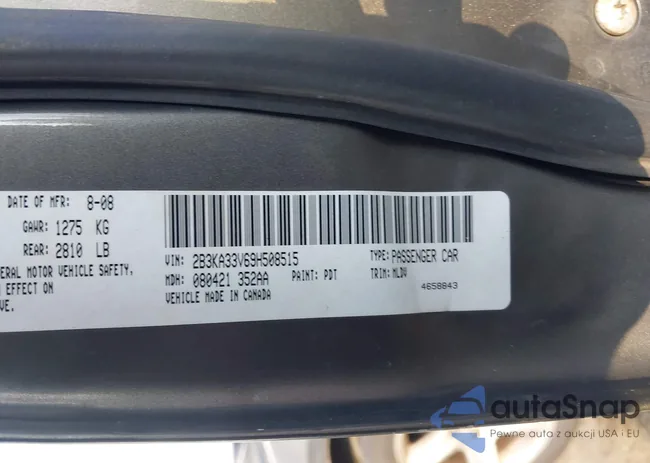 DATE OF MFR: 8-08
GAWR: 1275 KG
REAR: 2810 LB
ERAL MOTOR VEHICLE SAFETY,
N EFFECT ON
VE.
VIN: 2B3KA33V69H508515
TYPE: PASSENGER CAR
MDH: 080421 352AA
PAINT: PDT
TRIM: MLDV
VEHICLE MADE IN CANADA
4658843
autaSnap
Pewne auta z aukcji USA i EU